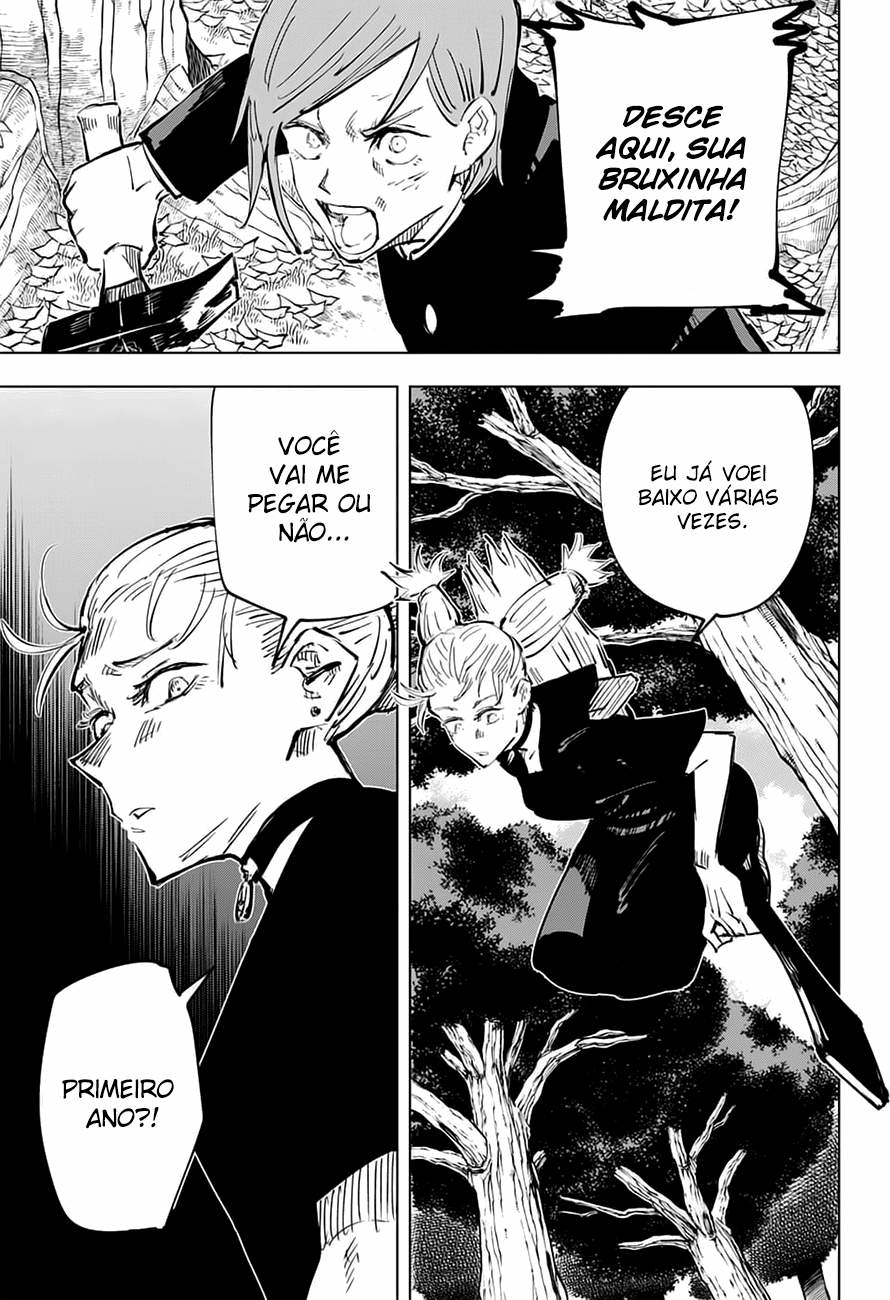 DESCE
AQUI, SUA
BRUXINHA
MALDITA!
EU JÁ VOEI
BAIXO VÁRIAS
VEZES.
VOCÊ
VAI ME
PEGAR OU
NÃO...
PRIMEIRO
ANO?!